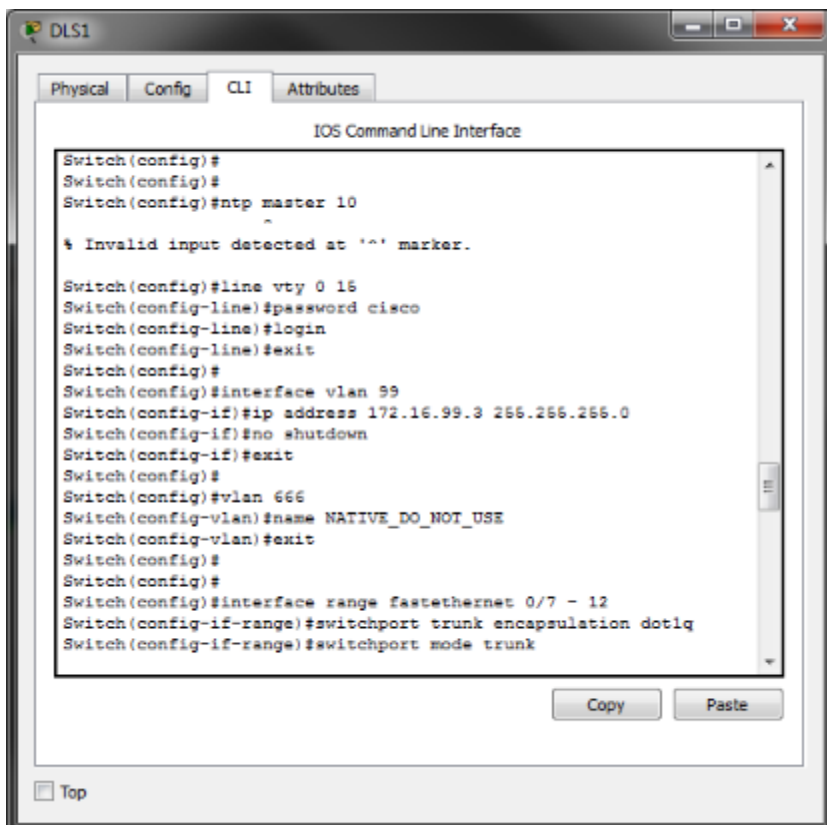 DLS1
Physical Config CLI Attributes
IOS Command Line Interface
Switch(config)#
Switch(config)#
Switch(config)#ntp master 10
^
% Invalid input detected at '^' marker.
Switch(config)#line vty 0 15
Switch(config-line)#password cisco
Switch(config-line)#login
Switch(config-line)#exit
Switch(config)#
Switch(config)#interface vlan 99
Switch(config-if)#ip address 172.16.99.3 255.255.255.0
Switch(config-if)#no shutdown
Switch(config-if)#exit
Switch(config)#
Switch(config)#vlan 666
Switch(config-vlan)#name NATIVE_DO_NOT_USE
Switch(config-vlan)#exit
Switch(config)#
Switch(config)#
Switch(config)#interface range fastethernet 0/7 - 12
Switch(config-if-range)#switchport trunk encapsulation dot1q
Switch(config-if-range)#switchport mode trunk
Copy Paste
Top